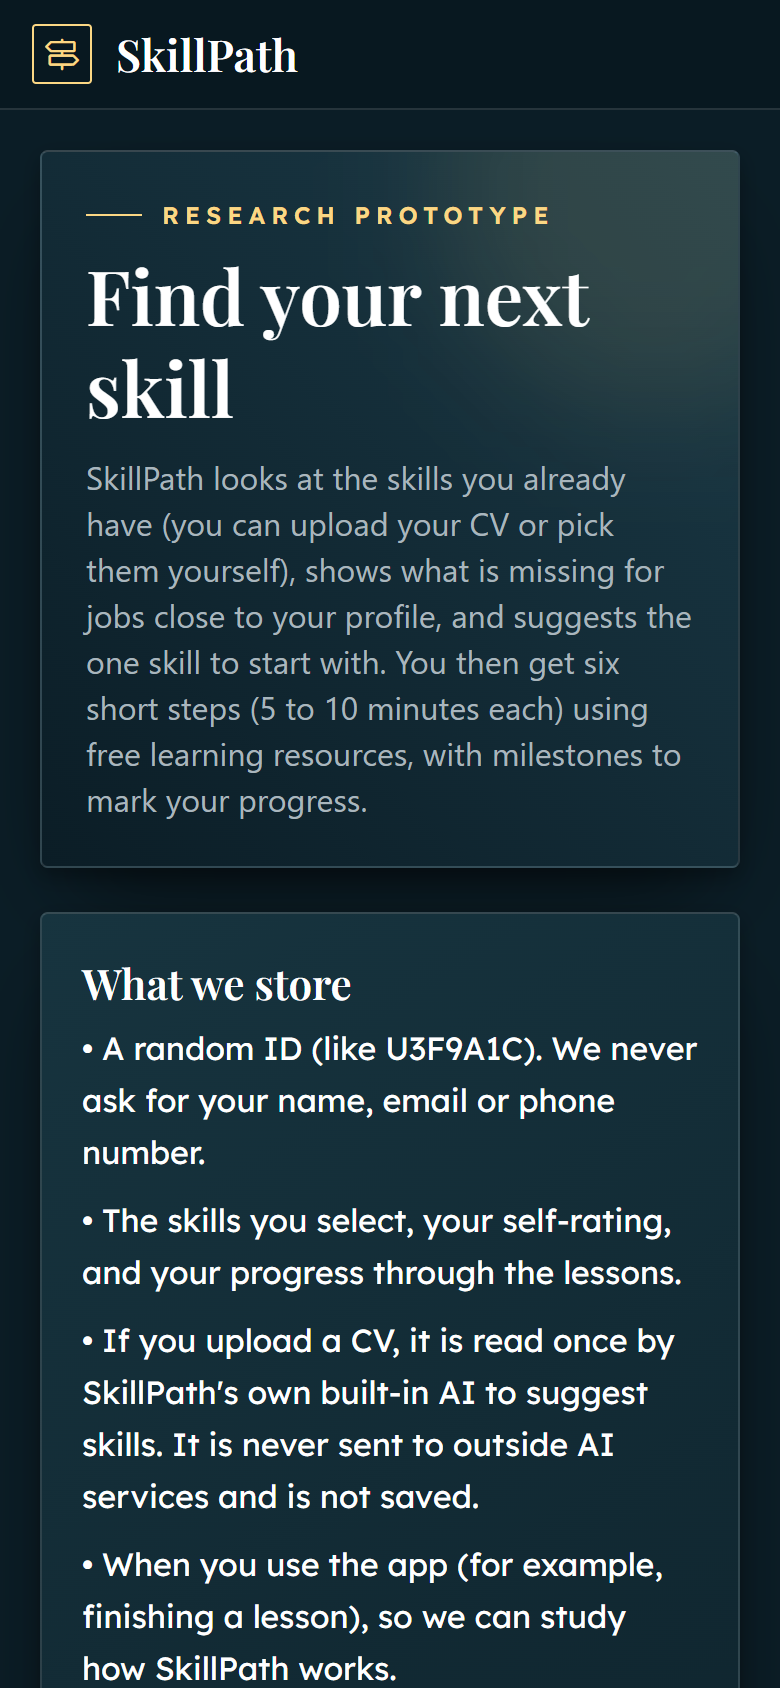 SkillPath
RESEARCH PROTOTYPE
Find your next
skill
SkillPath looks at the skills you already
have (you can upload your CV or pick
them yourself), shows what is missing for
jobs close to your profile, and suggests the
one skill to start with. You then get six
short steps (5 to 10 minutes each) using
free learning resources, with milestones to
mark your progress.
What we store
• A random ID (like U3F9A1C). We never
ask for your name, email or phone
number.
• The skills you select, your self-rating,
and your progress through the lessons.
• If you upload a CV, it is read once by
SkillPath's own built-in AI to suggest
skills. It is never sent to outside AI
services and is not saved.
• When you use the app (for example,
finishing a lesson), so we can study
how SkillPath works.